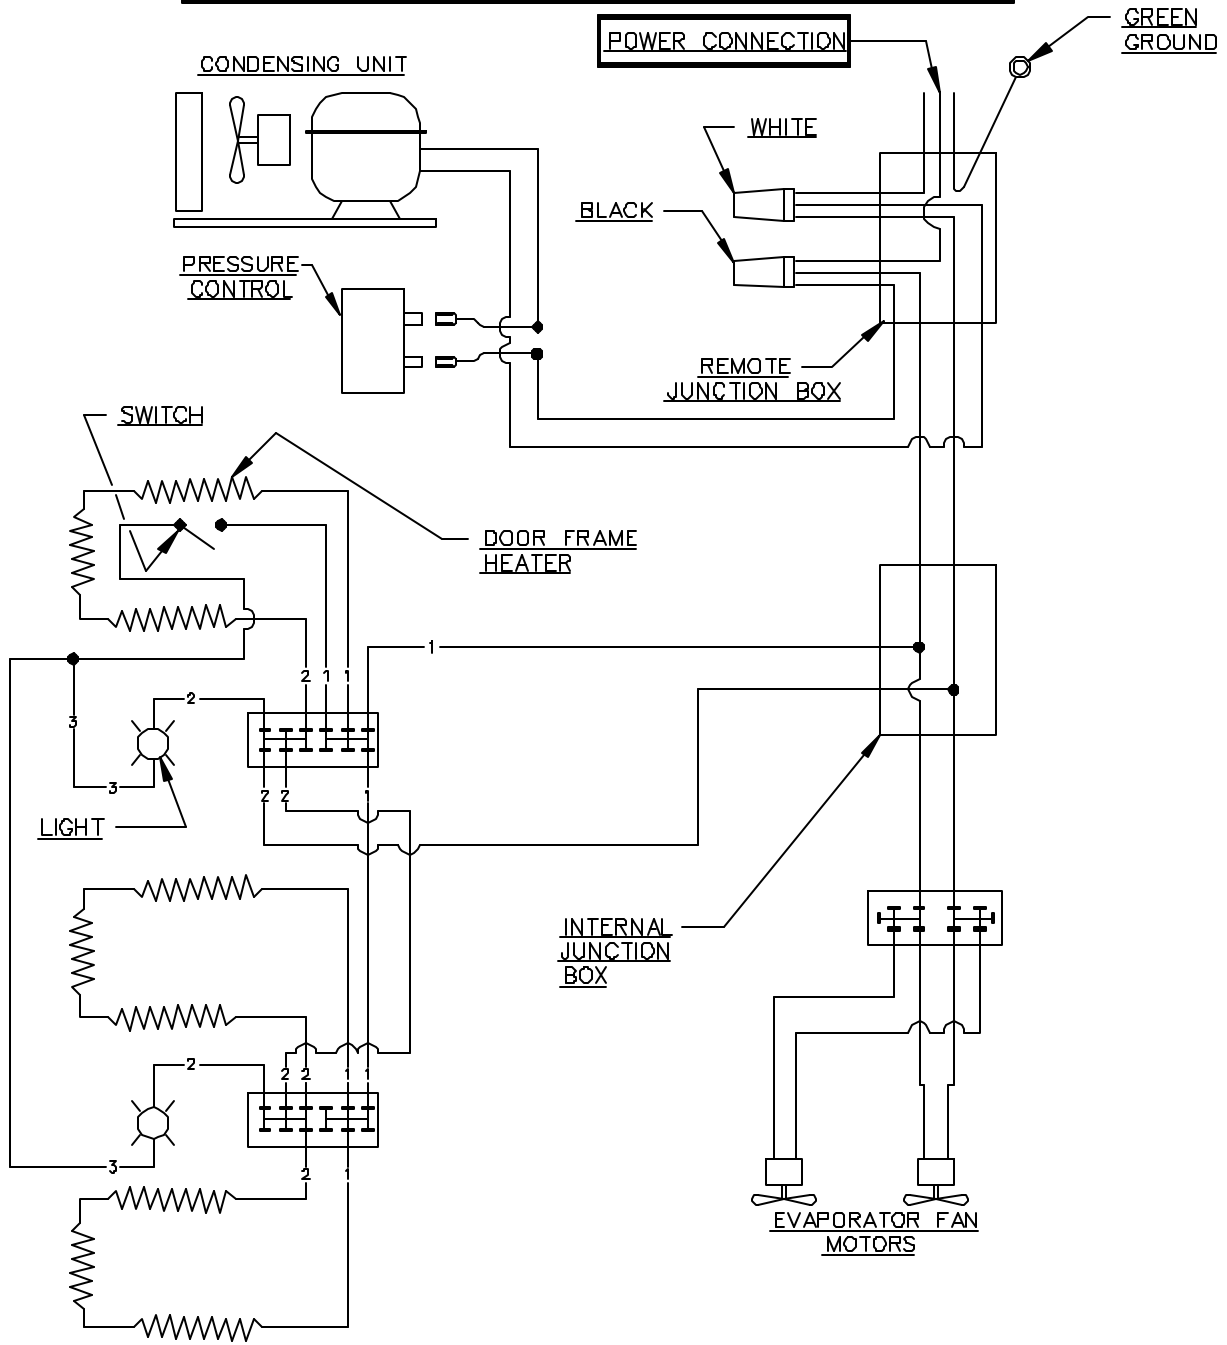 GREEN
GROUND
POWER CONNECTION
CONDENSING UNIT
WHITE
BLACK
PRESSURE
CONTROL
REMOTE
JUNCTION BOX
SWITCH
DOOR FRAME
HEATER
1
2 1 1
2
3
3
2 2 1
LIGHT
INTERNAL
JUNCTION
BOX
2
2 2 1 1
3
2 1
EVAPORATOR FAN
MOTORS